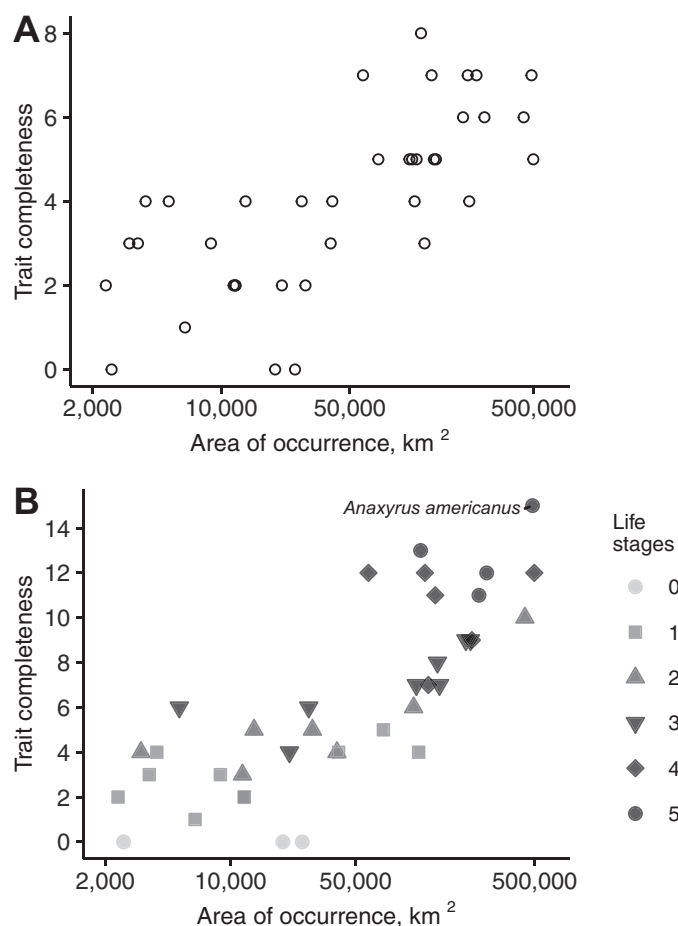 A
Trait completeness
8
6
4
2
0
2,000 10,000 50,000 500,000
Area of occurrence, km 2
B
Trait completeness
14
12
10
8
6
4
2
0
Anaxyrus americanus
2,000 10,000 50,000 500,000
Area of occurrence, km 2
Life
stages
0
1
2
3
4
5